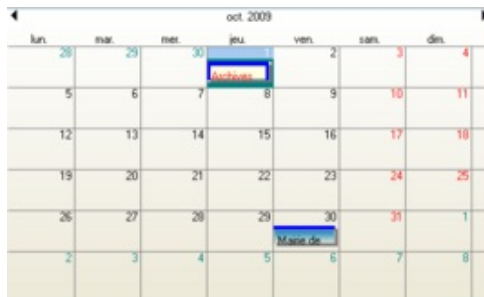 oct. 2009
lun. mar. mer. jeu. ven. sam. dim.
28 29 30 1 2 3 4
Archives
5 6 7 8 9 10 11
12 13 14 15 16 17 18
19 20 21 22 23 24 25
26 27 28 29 30 31 1
Marie de
2 3 4 5 6 7 8